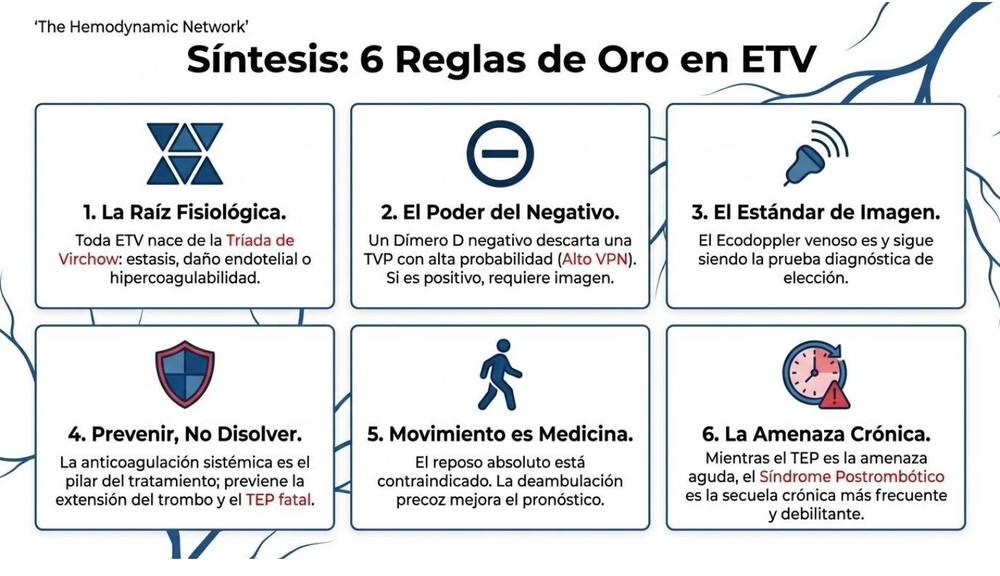 ‘The Hemodynamic Network’
Síntesis: 6 Reglas de Oro en ETV
1. La Raíz Fisiológica.
Toda ETV nace de la Tríada de
Virchow: estasis, daño endotelial o
hipercoagulabilidad.
2. El Poder del Negativo.
Un Dímero D negativo descarta una
TVP con alta probabilidad (Alto VPN).
Si es positivo, requiere imagen.
3. El Estándar de Imagen.
El Ecodoppler venoso es y sigue
siendo la prueba diagnóstica de
elección.
4. Prevenir, No Disolver.
La anticoagulación sistémica es el
pilar del tratamiento; previene la
extensión del trombo y el TEP fatal.
5. Movimiento es Medicina.
El reposo absoluto está
contraindicado. La deambulación
precoz mejora el pronóstico.
6. La Amenaza Crónica.
Mientras el TEP es la amenaza
aguda, el Síndrome Postrombótico
es la secuela crónica más frecuente
y debilitante.